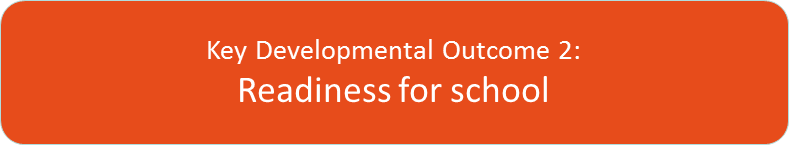 Key Developmental Outcome 2:
Readiness for school